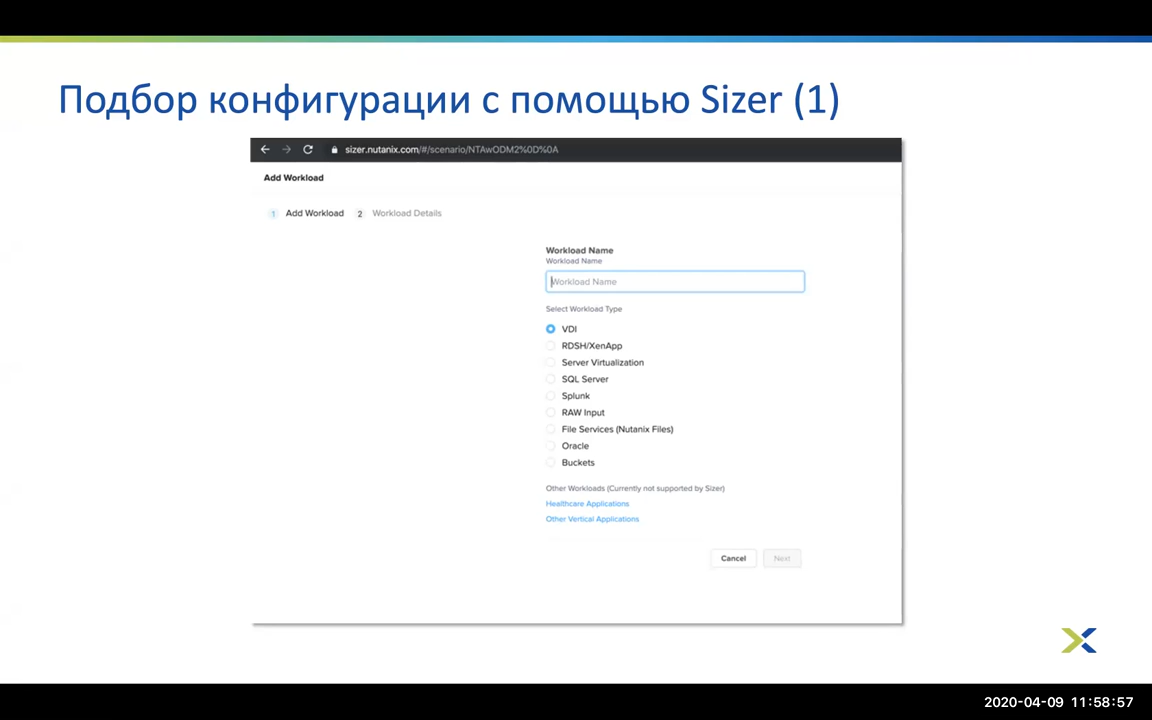 Подбор конфигурации с помощью Sizer (1)
sizer.nutanix.com/#/scenario/NTAwODM2%0D%0A
Add Workload
1 Add Workload 2 Workload Details
Workload Name
Workload Name
Workload Name
Select Workload Type
VDI
RDSH/XenApp
Server Virtualization
SQL Server
Splunk
RAW Input
File Services (Nutanix Files)
Oracle
Buckets
Other Workloads (Currently not supported by Sizer)
Healthcare Applications
Other Vertical Applications
Cancel Next
2020-04-09 11:58:57